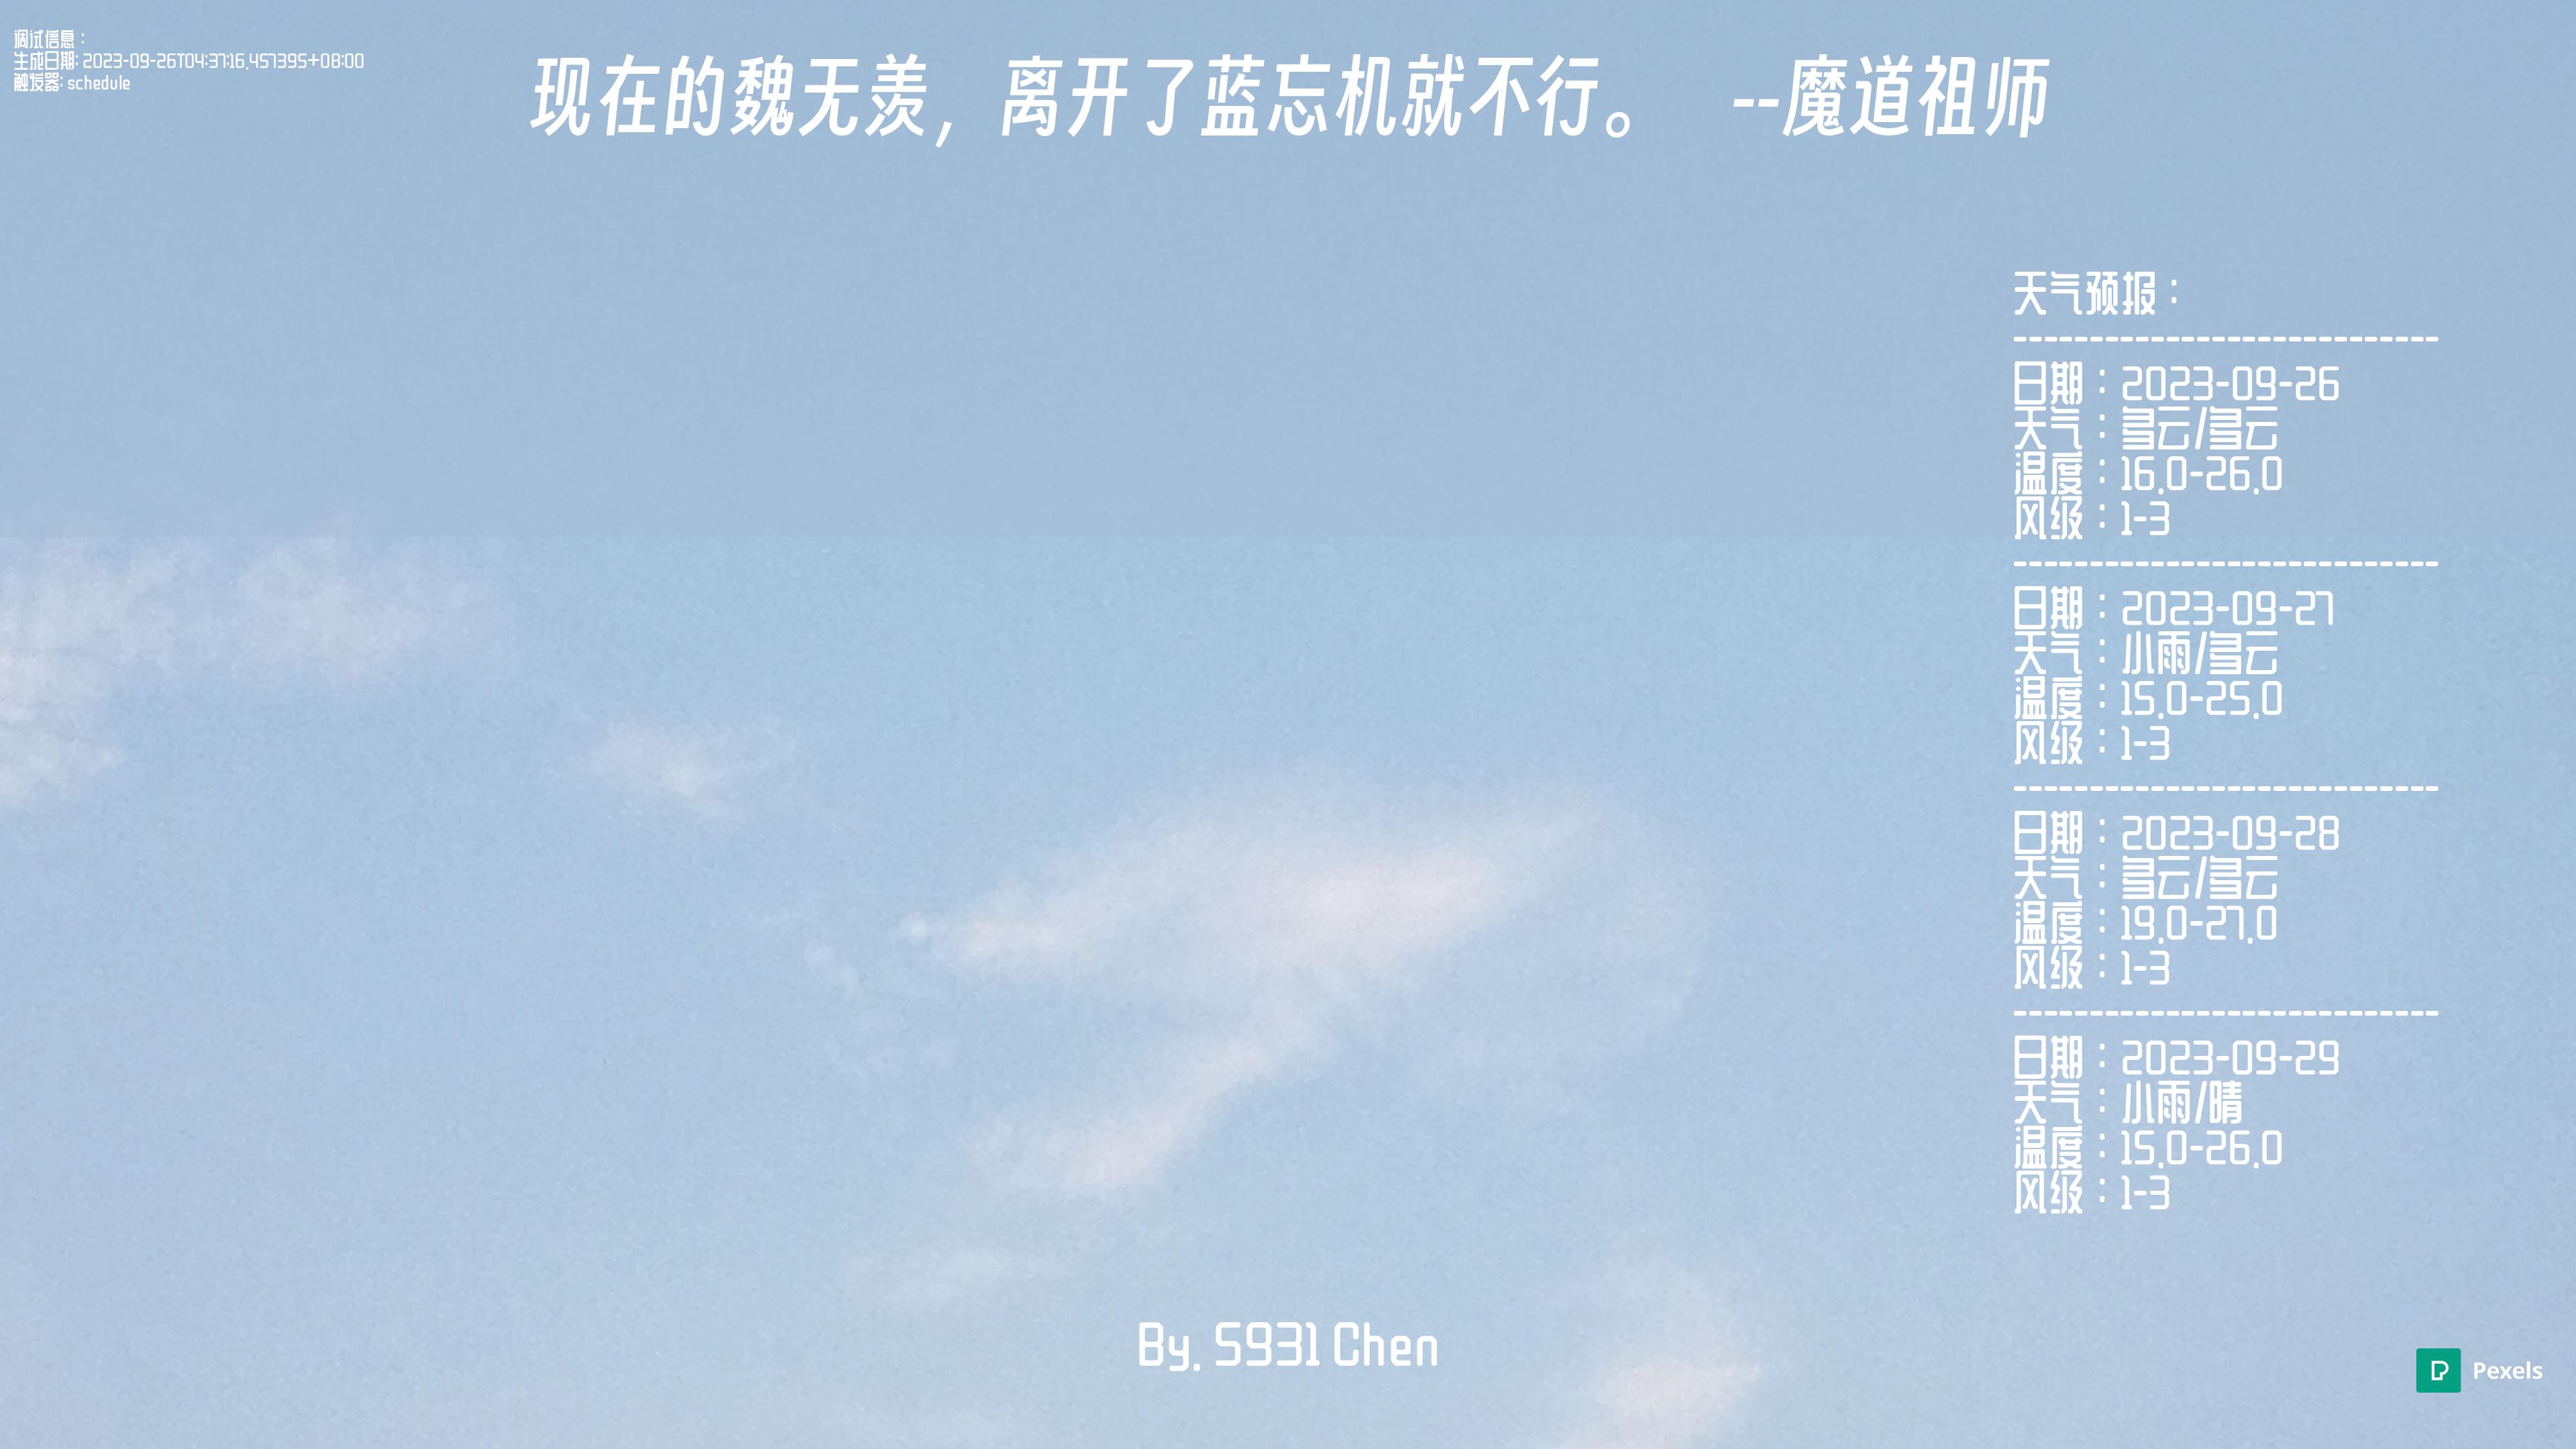 调试信息：
生成日期: 2023-09-26T04:37:16.457395+08:00
触发器: schedule
现在的魏无羡，离开了蓝忘机就不行。 --魔道祖师
天气预报：
----------------------------
日期：2023-09-26
天气：多云/多云
温度：16.0-26.0
风级：1-3
----------------------------
日期：2023-09-27
天气：小雨/多云
温度：15.0-25.0
风级：1-3
----------------------------
日期：2023-09-28
天气：多云/多云
温度：19.0-27.0
风级：1-3
----------------------------
日期：2023-09-29
天气：小雨/晴
温度：15.0-26.0
风级：1-3
By. S931 Chen
Pexels